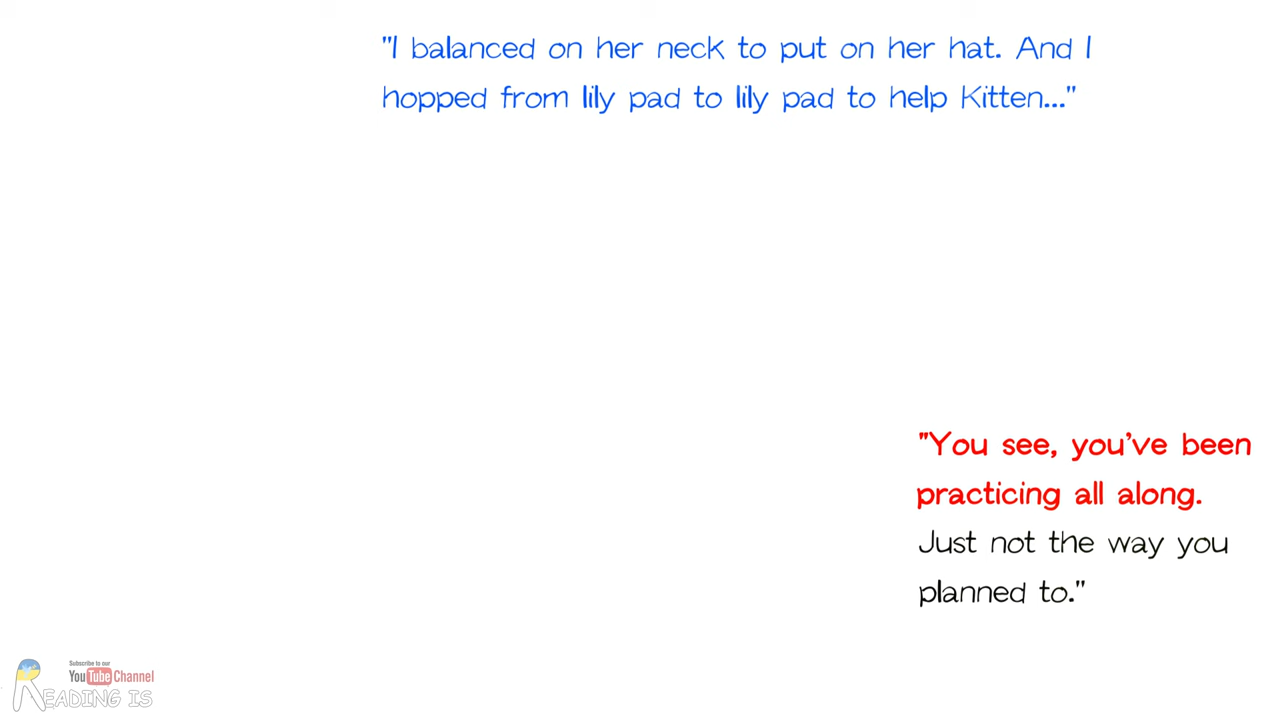 "I balanced on her neck to put on her hat. And I
hopped from lily pad to lily pad to help Kitten..."
"You see, you've been
practicing all along.
Just not the way you
planned to."
Subscribe to our
YouTube Channel
READING IS